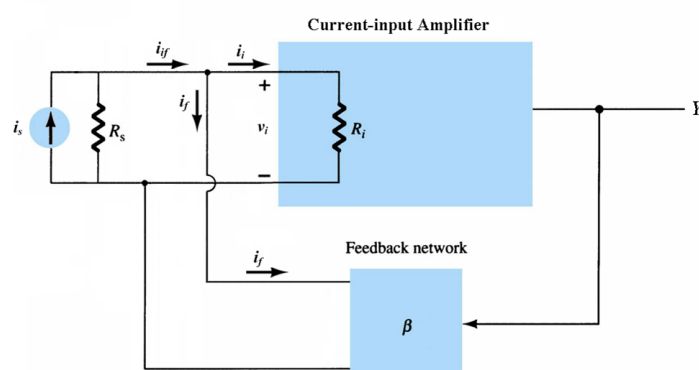 Current-input Amplifier
i_if
i_i
+
i_f
i_s
R_s
v_i
R_i
Y
−
Feedback network
i_f
β